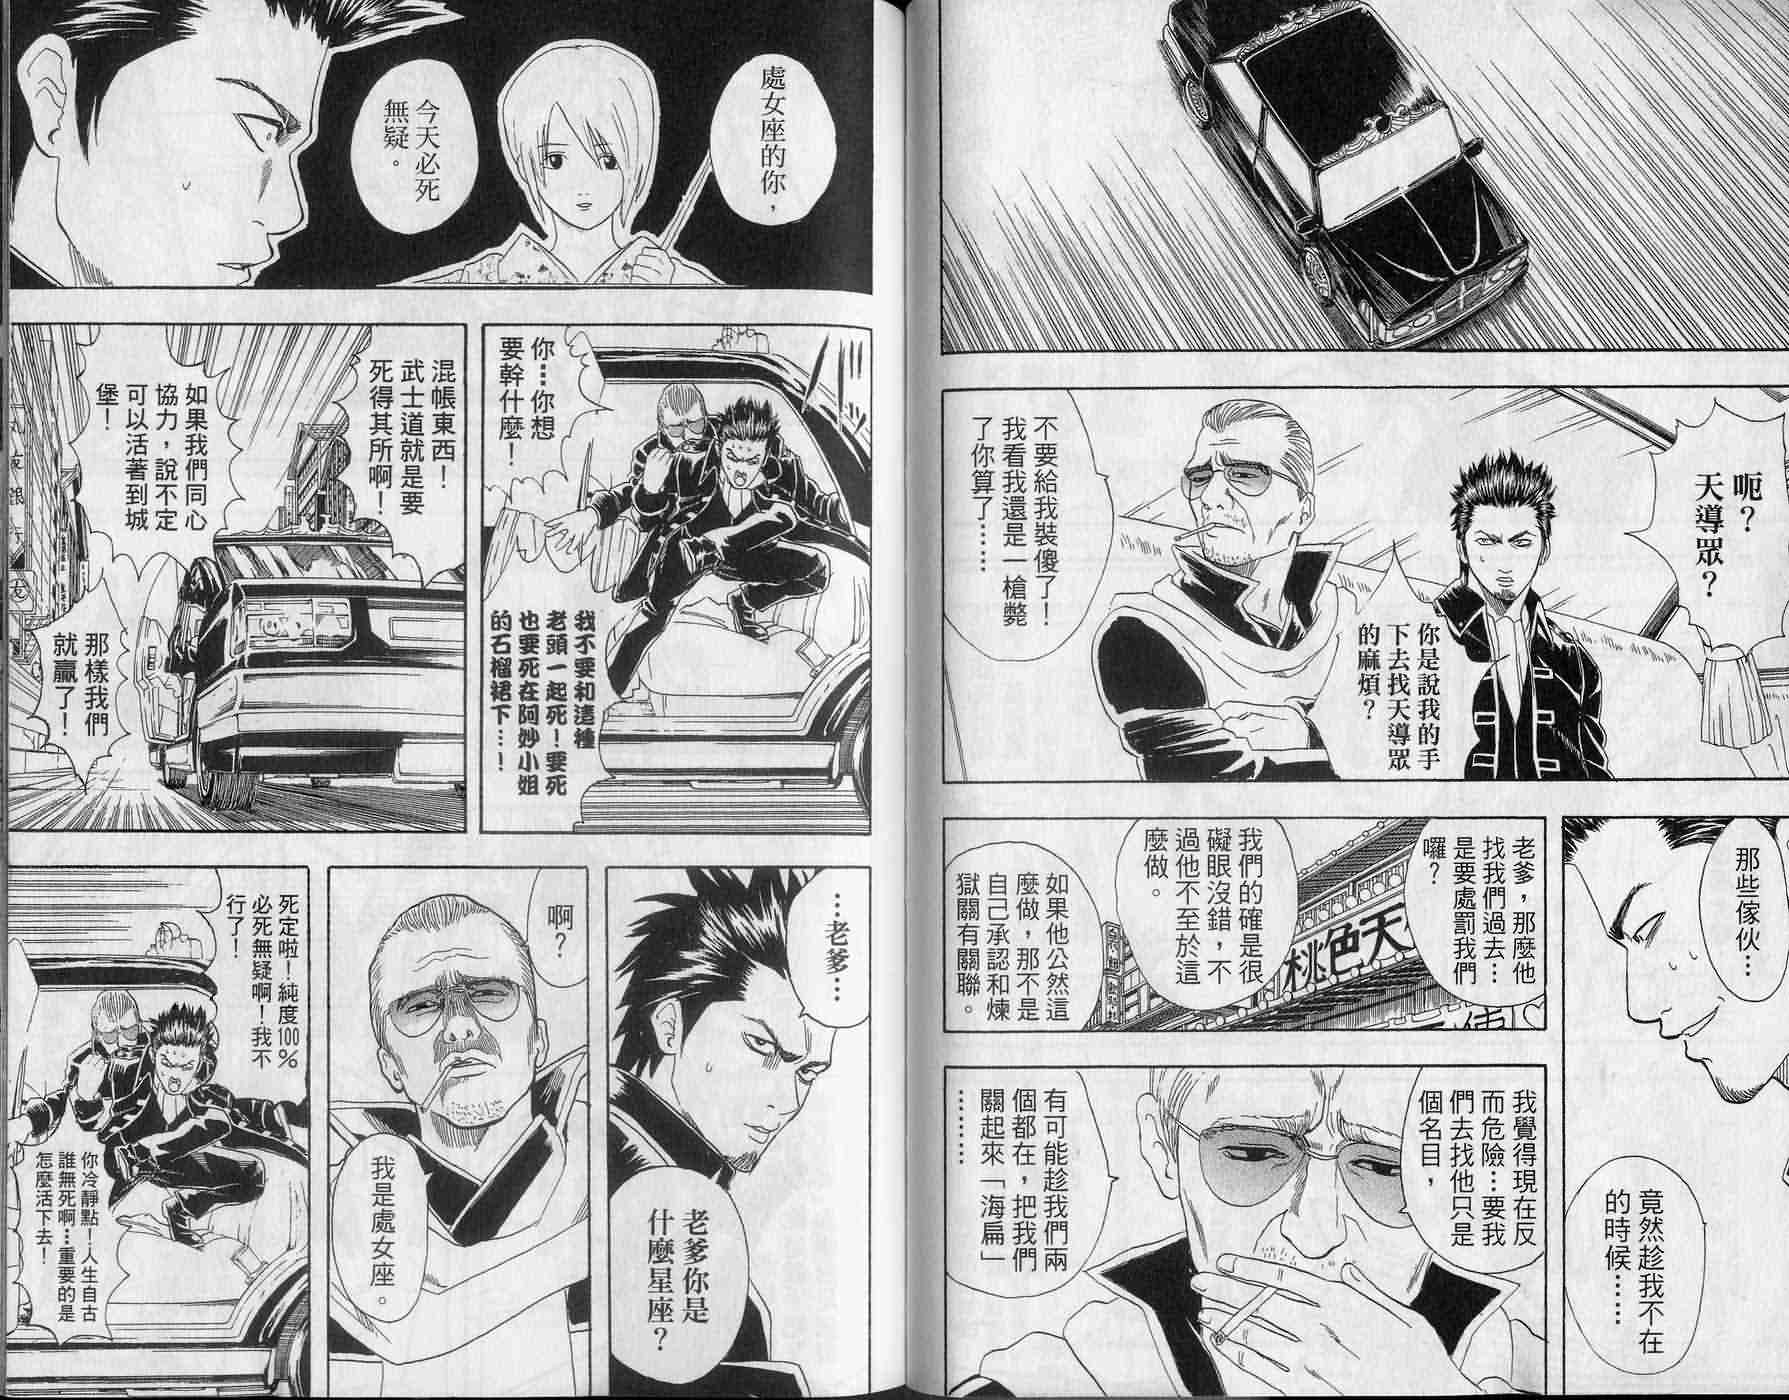 呃？
天導眾？
你是說我的手
下去找天導眾
的麻煩？
不要給我裝傻了！
我看我還是一槍斃
了你算了……
那些傢伙…
竟然趁我不在
的時候……
老爹，那麼他
找我們過去…
是要處罰我們
囉？
我們的確是很
礙眼沒錯，不
過他不至於這
麼做。
如果他公然這
麼做，那不是
自己承認和煉
獄關有關聯。
桃色天
我覺得現在反
而危險…要我
們去找他只是
個名目，
有可能趁我們兩
個都在，把我們
關起來「海扁」
………
處女座的你，
今天必死
無疑。
你…你想
要幹什麼！
我不要和這種
老頭一起死！要死
也要死在阿妙小姐
的石榴裙下…！
混帳東西！
武士道就是要
死得其所啊！
如果我們同心
協力，說不定
可以活著到城
堡！
那樣我們
就贏了！
…老爹…
老爹你是
什麼星座？
啊？
我是處女座。
死定啦！純度100％
必死無疑啊！我不
行了！
你冷靜點！人生自古
誰無死啊…重要的是
怎麼活下去！